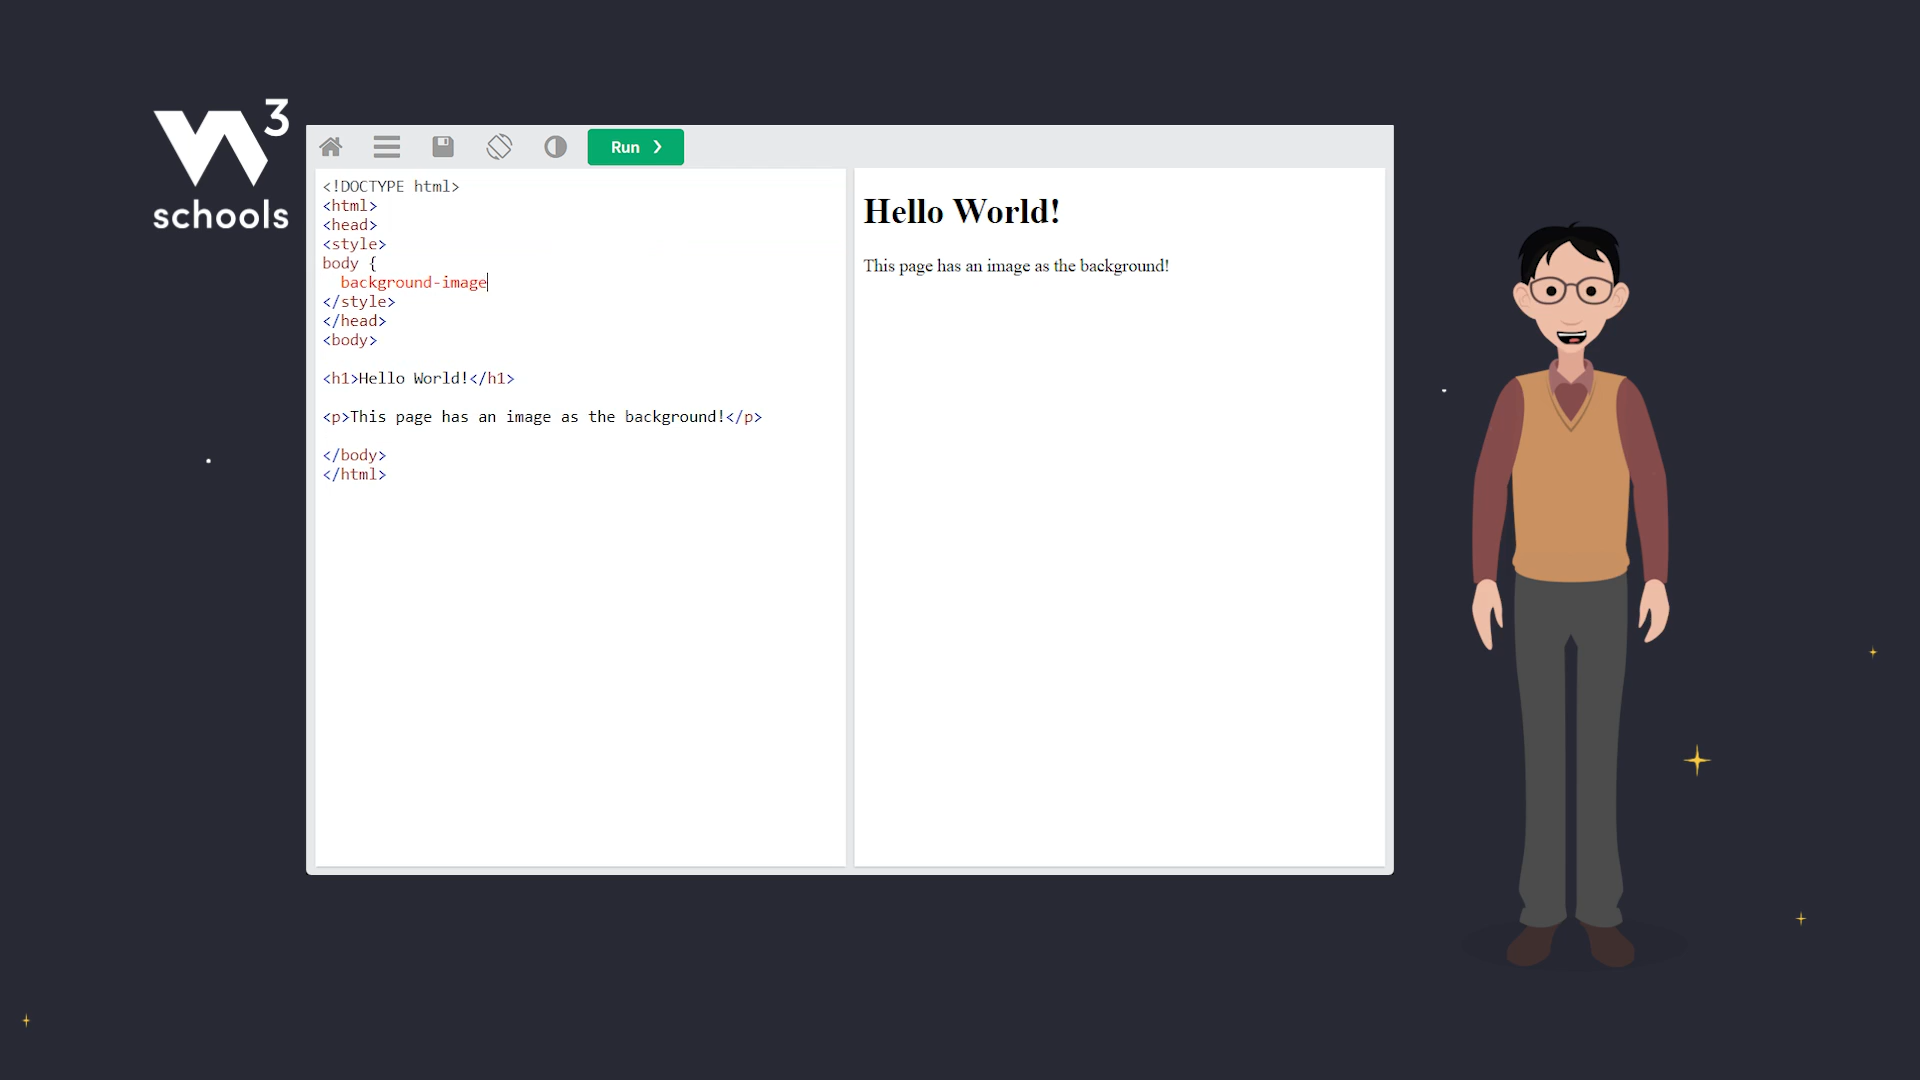 W3
schools
Run ❯
<!DOCTYPE html>
<html>
<head>
<style>
body {
  background-image
</style>
</head>
<body>

<h1>Hello World!</h1>

<p>This page has an image as the background!</p>

</body>
</html>
Hello World!
This page has an image as the background!